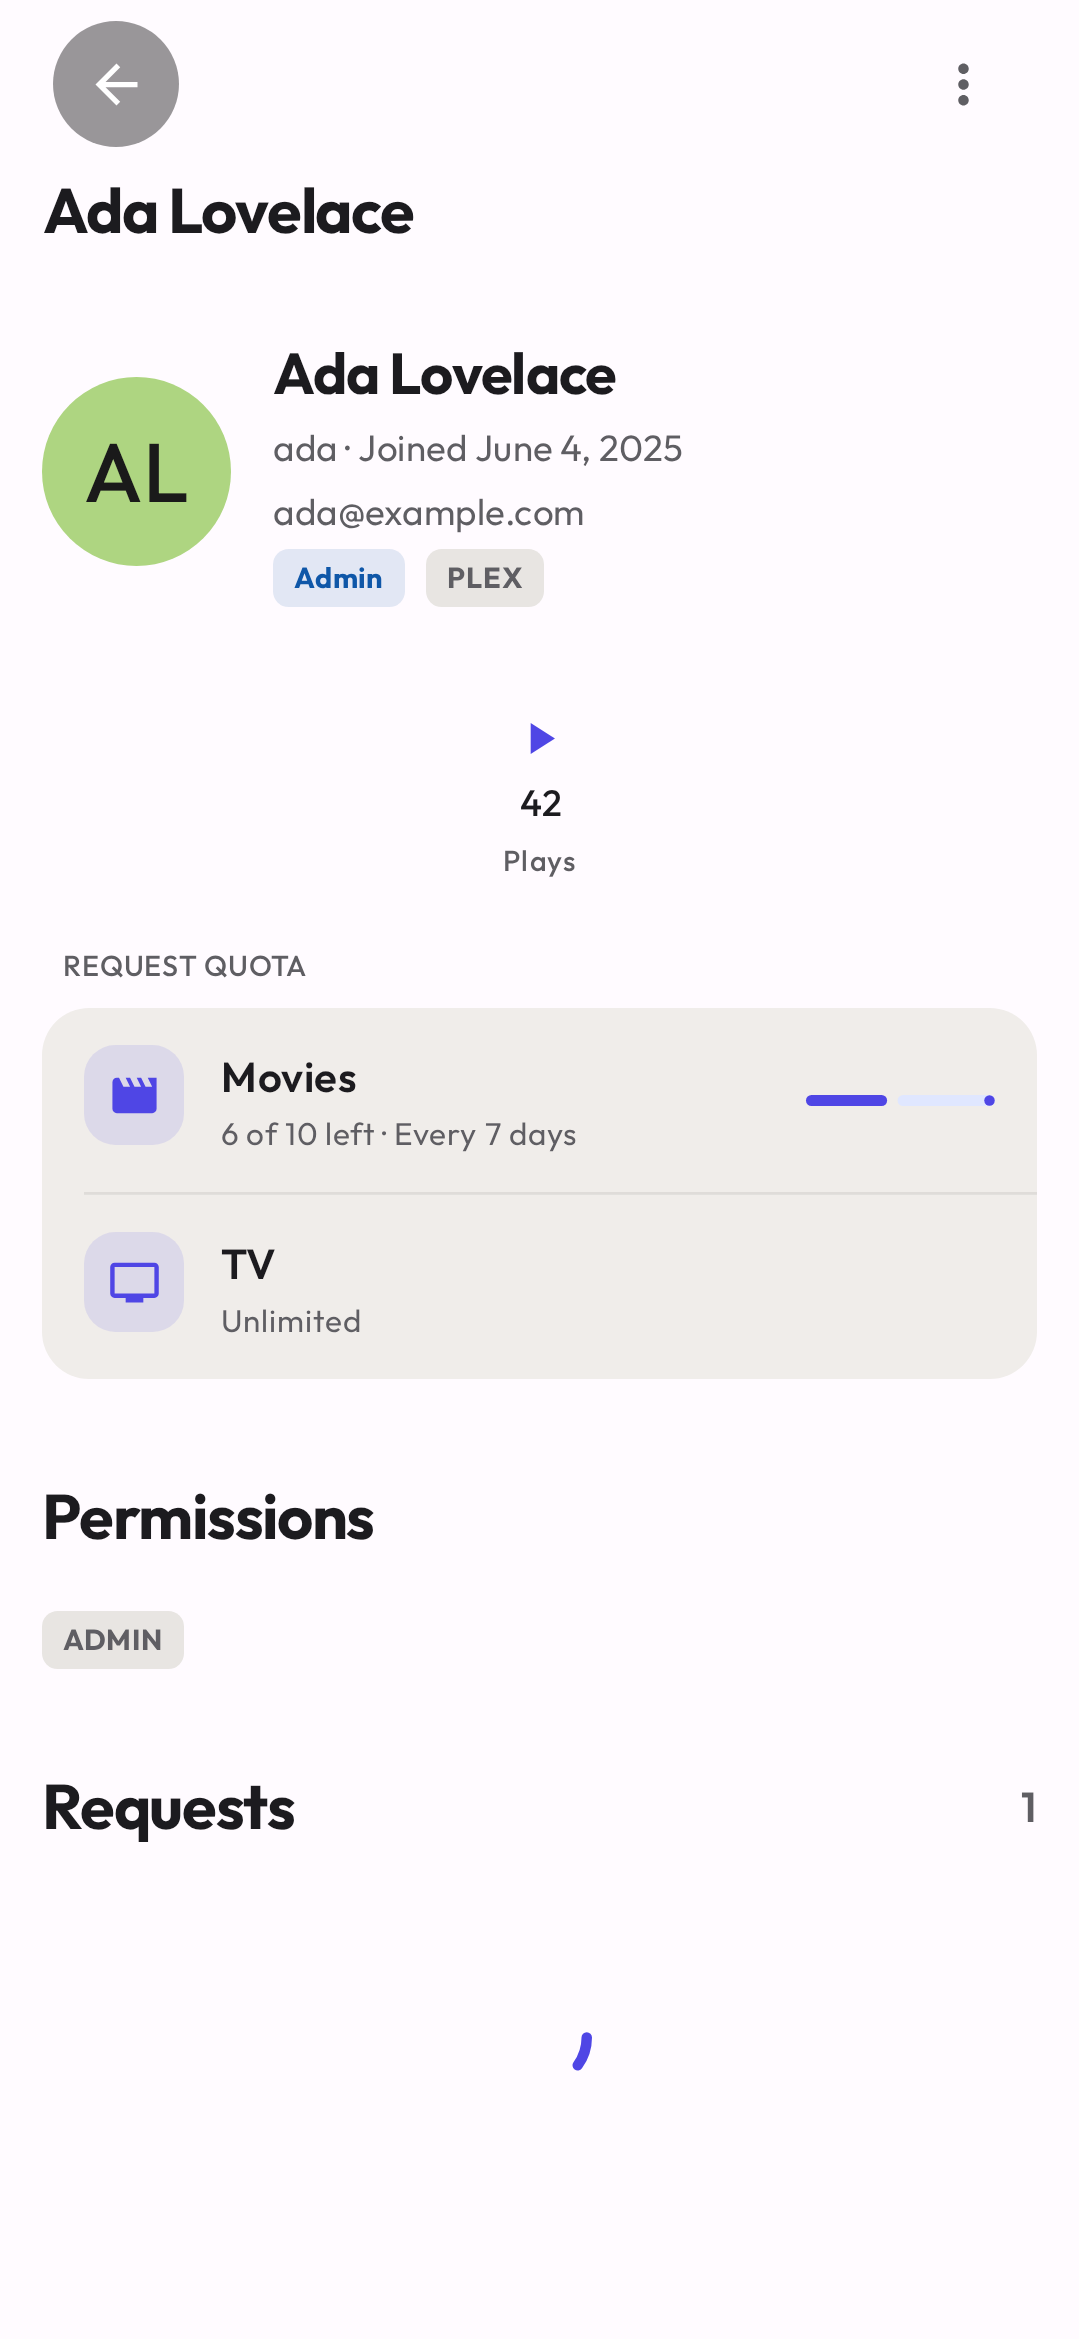 Ada Lovelace
AL
Ada Lovelace
ada · Joined June 4, 2025
ada@example.com
Admin
PLEX
42
Plays
REQUEST QUOTA
Movies
6 of 10 left · Every 7 days
TV
Unlimited
Permissions
ADMIN
Requests
1